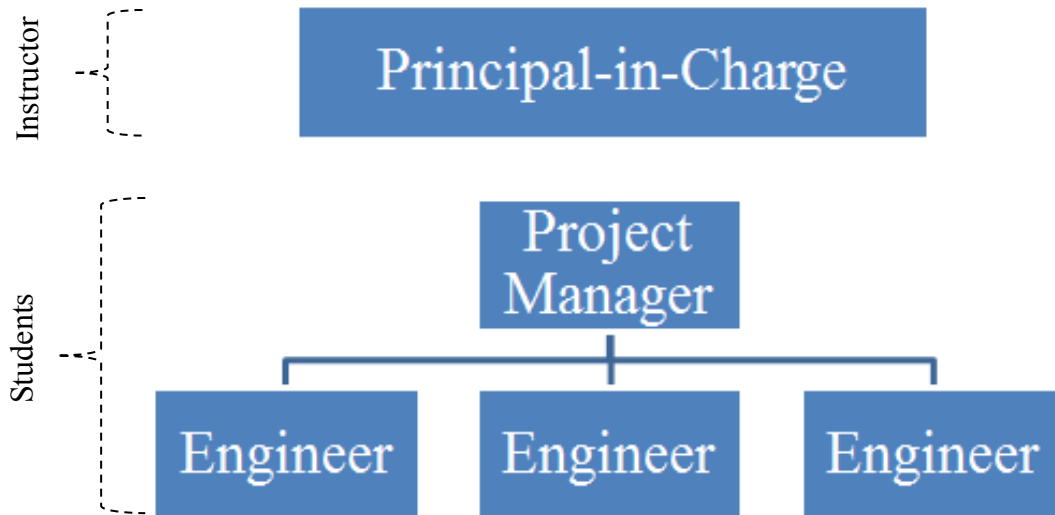 Instructor
Principal-in-Charge
Students
Project
Manager
Engineer
Engineer
Engineer